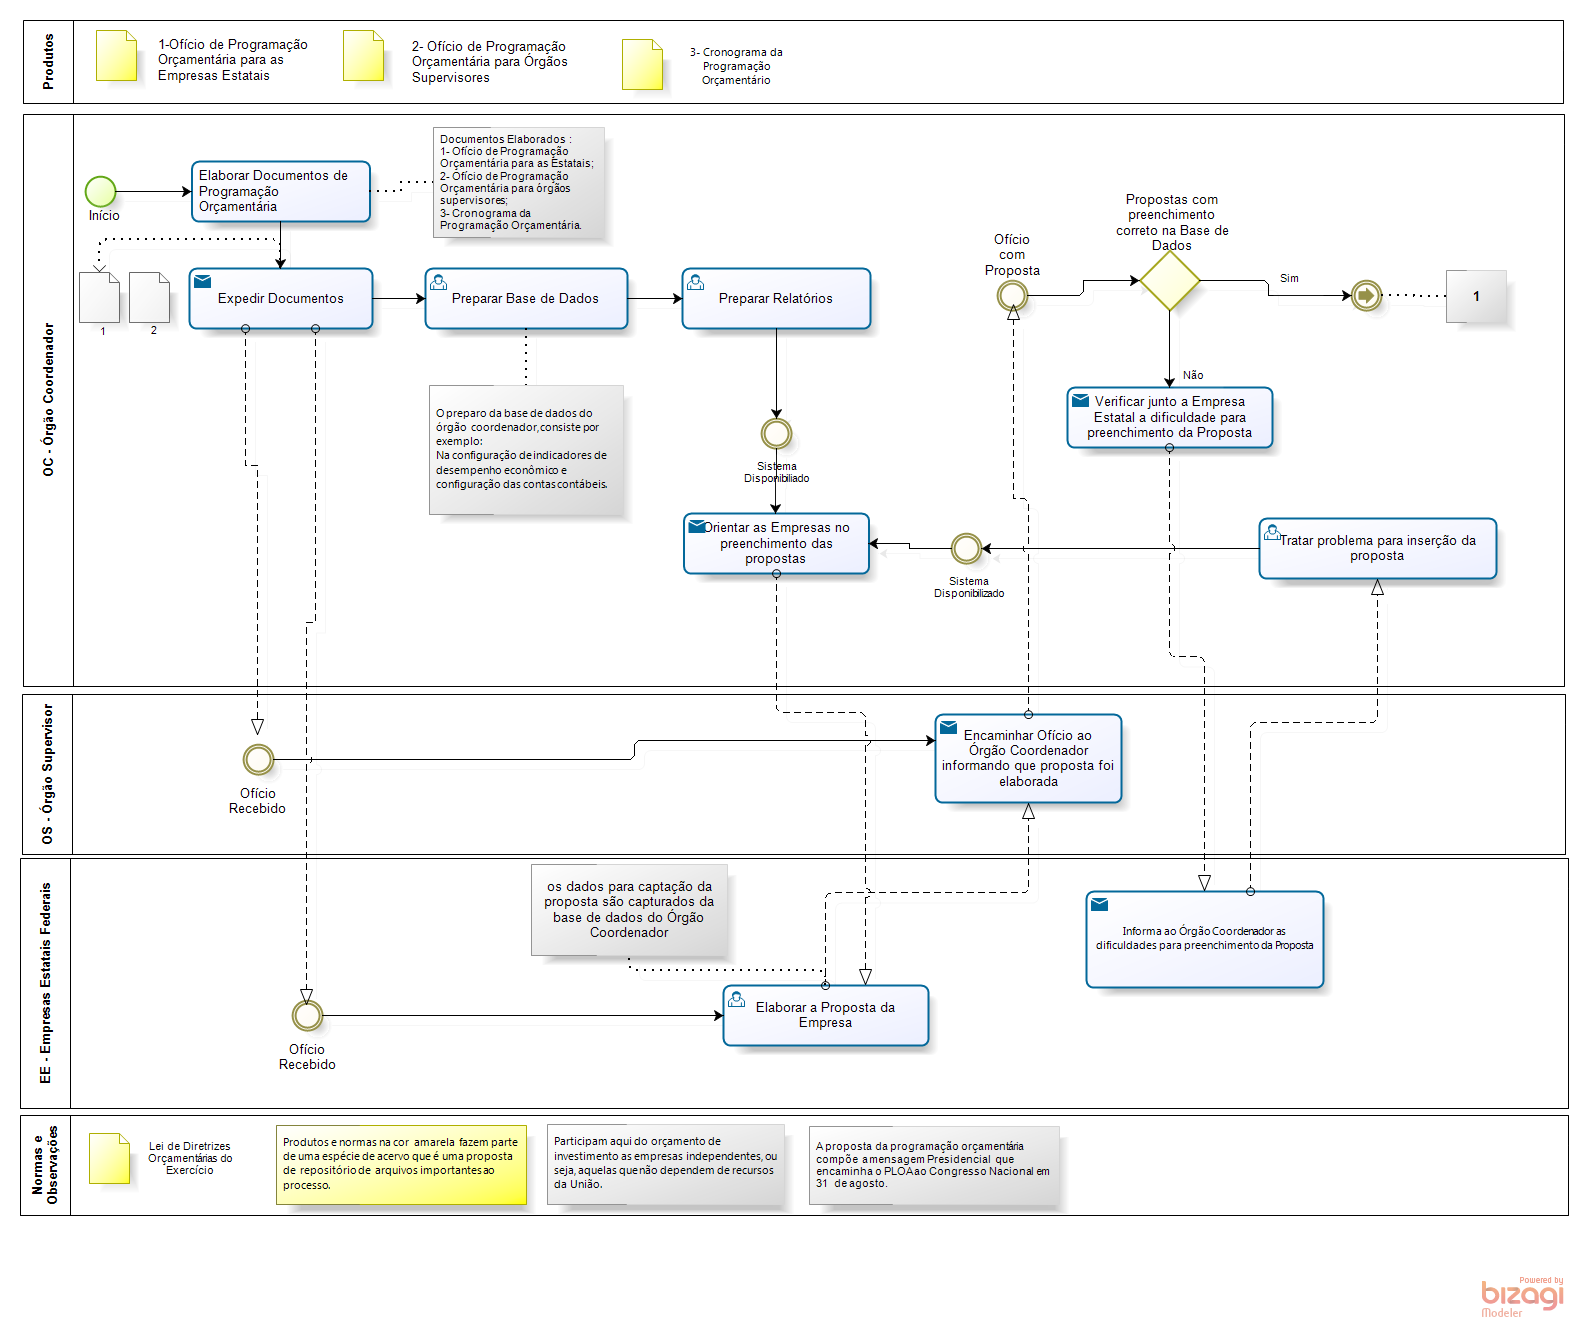 Produtos
1-Ofício de Programação
Orçamentária para as
Empresas Estatais
2- Ofício de Programação
Orçamentária para Órgãos
Supervisores
3- Cronograma da
Programação
Orçamentário
OC - Órgão Coordenador
Início
Elaborar Documentos de
Programação
Orçamentária
Documentos Elaborados :
1- Ofício de Programação
Orçamentária para as Estatais;
2- Ofício de Programação
Orçamentária para órgãos
supervisores;
3- Cronograma da
Programação Orçamentária.
1
2
Expedir Documentos
Preparar Base de Dados
Preparar Relatórios
O preparo da base de dados do
órgão coordenador,consiste por
exemplo:
Na configuração de indicadores de
desempenho econômico e
configuração das contas contábeis.
Sistema
Disponibiliado
Orientar as Empresas no
preenchimento das
propostas
Ofício
com
Proposta
Propostas com
preenchimento
correto na Base de
Dados
Sim
1
Não
Verificar junto a Empresa
Estatal a dificuldade para
preenchimento da Proposta
Sistema
Disponibilizado
Tratar problema para inserção da
proposta
OS - Órgão Supervisor
Ofício
Recebido
Encaminhar Ofício ao
Órgão Coordenador
informando que proposta foi
elaborada
EE - Empresas Estatais Federais
os dados para captação da
proposta são capturados da
base de dados do Órgão
Coordenador
Ofício
Recebido
Elaborar a Proposta da
Empresa
Informa ao Órgão Coordenador as
dificuldades para preenchimento da Proposta
Normas e
Observações
Lei de Diretrizes
Orçamentárias do
Exercício
Produtos e normas na cor amarela fazem parte
de uma espécie de acervo que é uma proposta
de repositório de arquivos importantes ao
processo.
Participam aqui do orçamento de
investimento as empresas independentes, ou
seja, aquelas que não dependem de recursos
da União.
A proposta da programação orçamentária
compõe a mensagem Presidencial que
encaminha o PLOA ao Congresso Nacional em
31 de agosto.
Powered by
bizagi
Modeler